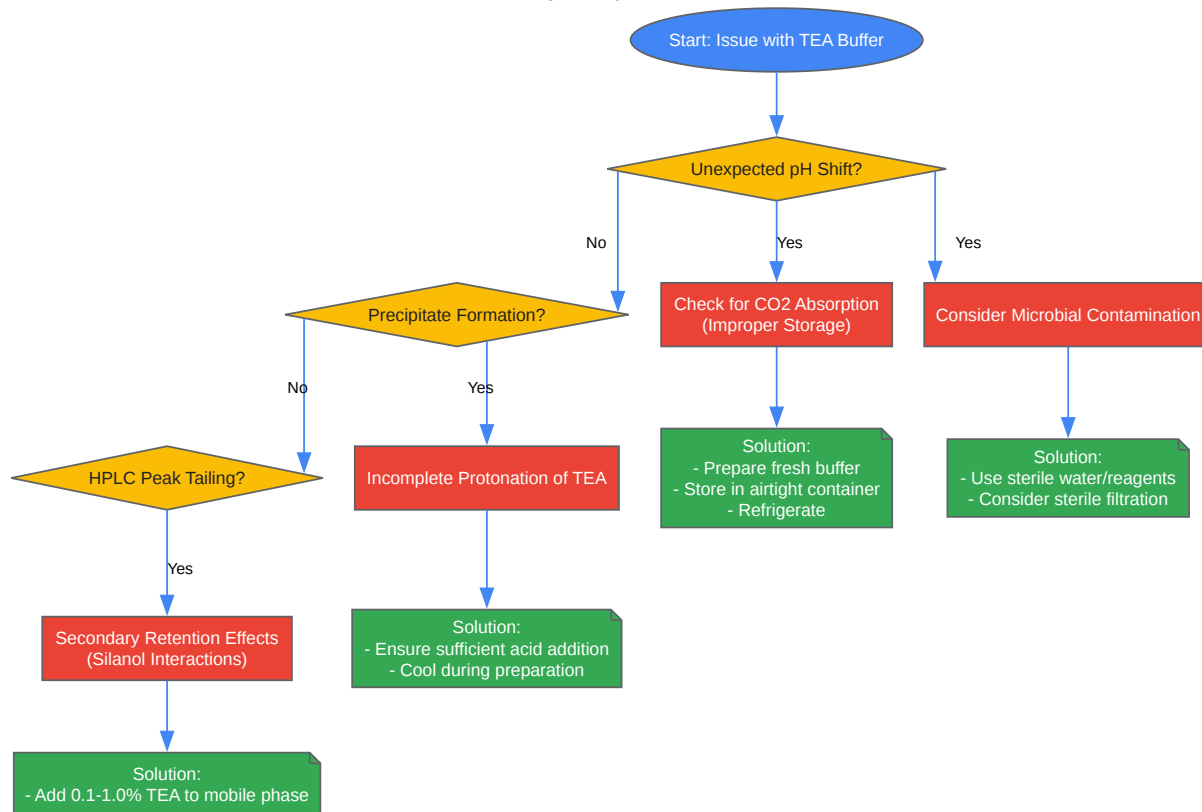 Start: Issue with TEA Buffer
Unexpected pH Shift?
No
Yes
Yes
Precipitate Formation?
Check for CO2 Absorption
(Improper Storage)
Consider Microbial Contamination
No
Yes
HPLC Peak Tailing?
Incomplete Protonation of TEA
Solution:
- Prepare fresh buffer
- Store in airtight container
- Refrigerate
Solution:
- Use sterile water/reagents
- Consider sterile filtration
Yes
Secondary Retention Effects
(Silanol Interactions)
Solution:
- Ensure sufficient acid addition
- Cool during preparation
Solution:
- Add 0.1-1.0% TEA to mobile phase